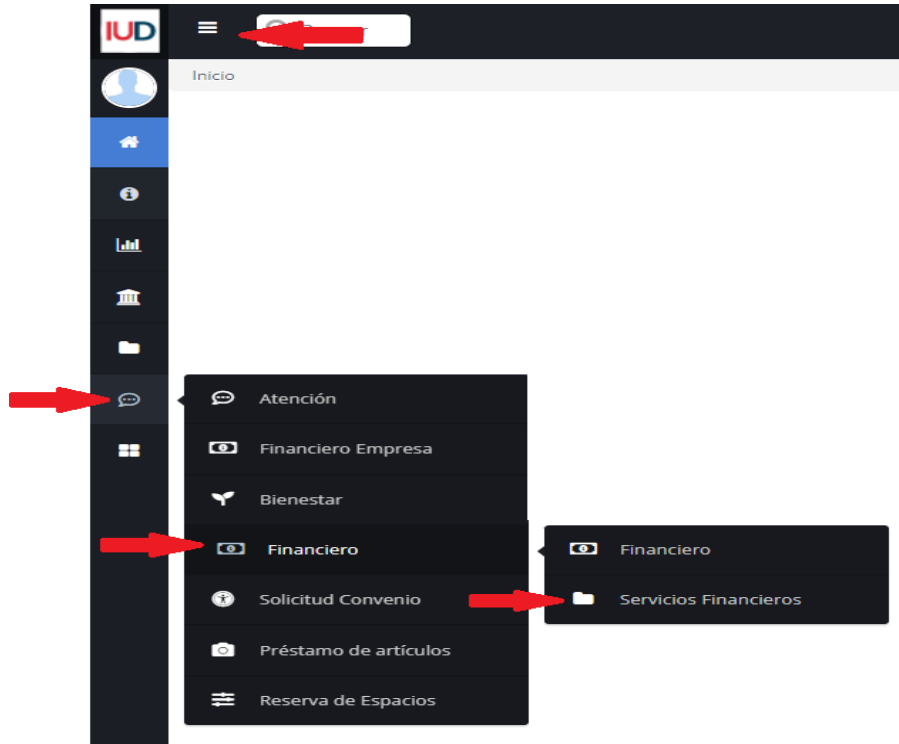 IUD
Inicio
Atención
Financiero Empresa
Bienestar
Financiero
Financiero
Solicitud Convenio
Servicios Financieros
Préstamo de artículos
Reserva de Espacios